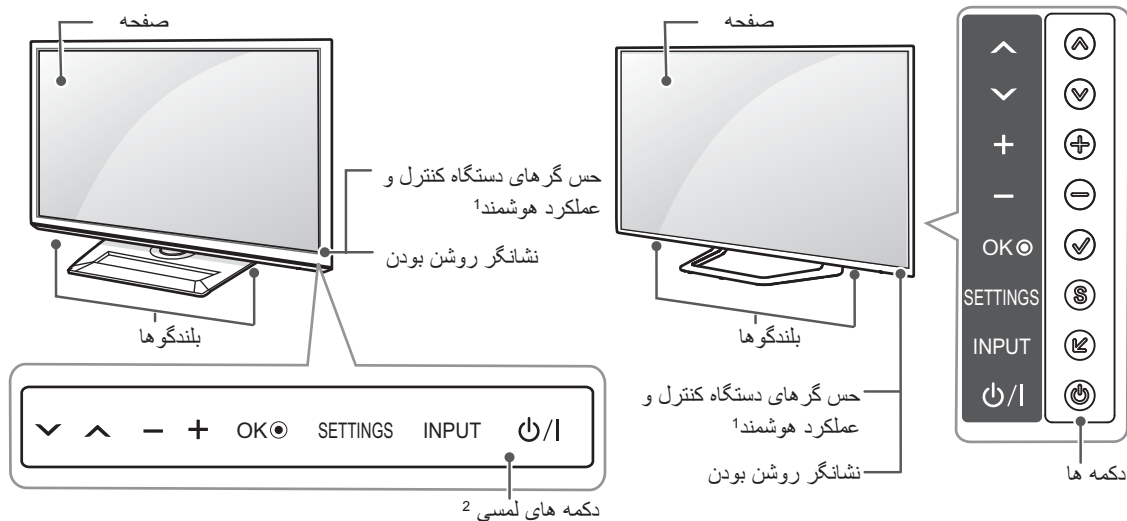 صفحه
حس گرهای دستگاه کنترل و
عملکرد هوشمند1
نشانگر روشن بودن
بلندگوها
OK
SETTINGS
INPUT
/I
دکمه های لمسی 2
صفحه
بلندگوها
حس گرهای دستگاه کنترل و
عملکرد هوشمند1
نشانگر روشن بودن
+
−
OK
SETTINGS
S
INPUT
/I
دکمه ها